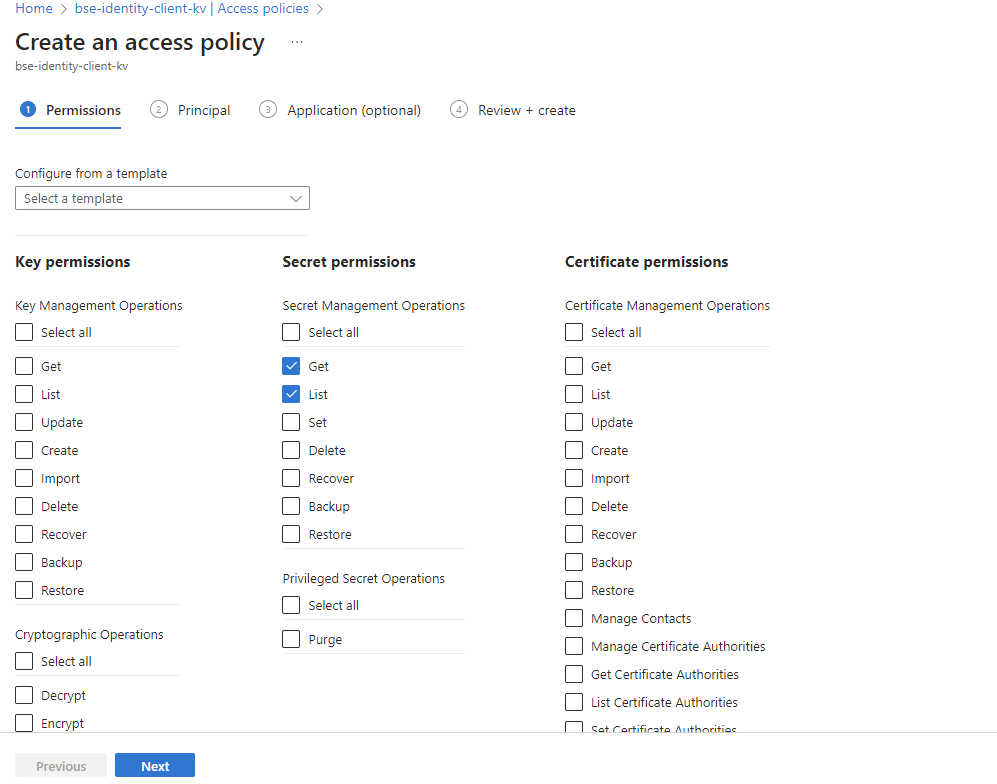 Home > bse-identity-client-kv | Access policies >
Create an access policy ...
bse-identity-client-kv
1 Permissions 2 Principal 3 Application (optional) 4 Review + create
Configure from a template
Select a template
Key permissions
Key Management Operations
Select all
Get
List
Update
Create
Import
Delete
Recover
Backup
Restore
Cryptographic Operations
Select all
Decrypt
Encrypt
Secret permissions
Secret Management Operations
Select all
Get
List
Set
Delete
Recover
Backup
Restore
Privileged Secret Operations
Select all
Purge
Certificate permissions
Certificate Management Operations
Select all
Get
List
Update
Create
Import
Delete
Recover
Backup
Restore
Manage Contacts
Manage Certificate Authorities
Get Certificate Authorities
List Certificate Authorities
Set Certificate Authorities
Previous Next